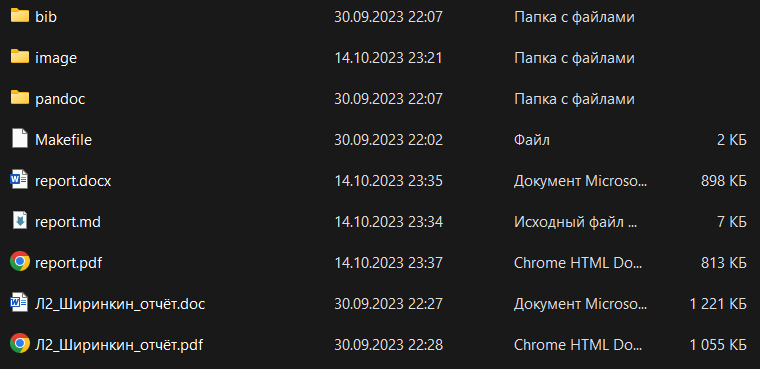 bib 30.09.2023 22:07 Папка с файлами
image 14.10.2023 23:21 Папка с файлами
pandoc 30.09.2023 22:07 Папка с файлами
Makefile 30.09.2023 22:02 Файл 2 КБ
report.docx 14.10.2023 23:35 Документ Microso... 898 КБ
report.md 14.10.2023 23:34 Исходный файл ... 7 КБ
report.pdf 14.10.2023 23:37 Chrome HTML Do... 813 КБ
Л2_Ширинкин_отчёт.doc 30.09.2023 22:27 Документ Microso... 1 221 КБ
Л2_Ширинкин_отчёт.pdf 30.09.2023 22:28 Chrome HTML Do... 1 055 КБ